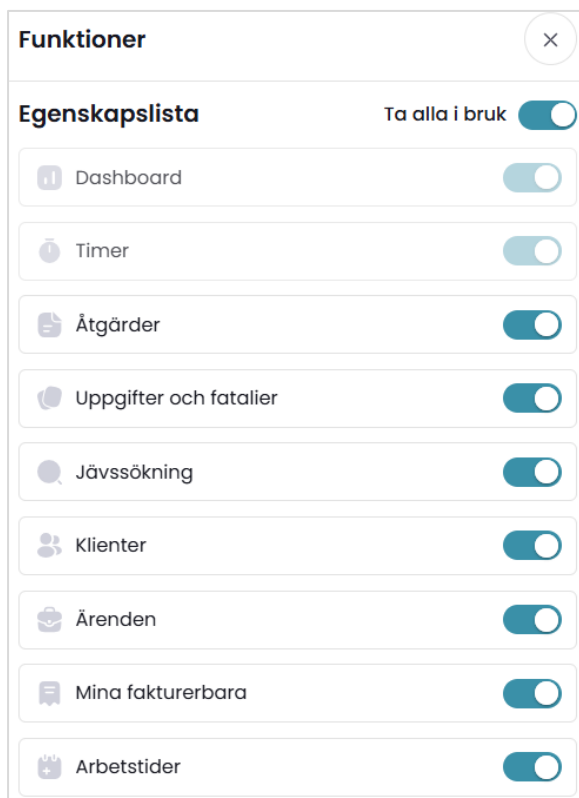 Funktioner
Egenskapslista Ta alla i bruk
Dashboard
Timer
Åtgärder
Uppgifter och fatalier
Jävssökning
Klienter
Ärenden
Mina fakturerbara
Arbetstider